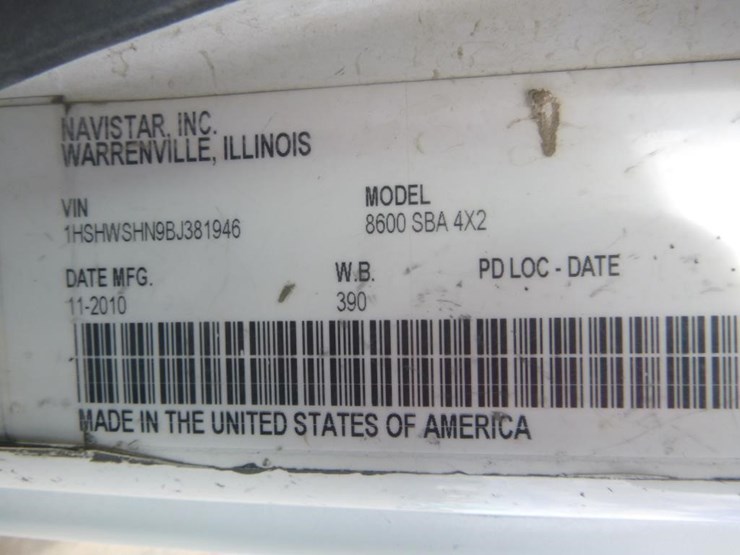 NAVISTAR, INC.
WARRENVILLE, ILLINOIS
VIN
1HSHWSHN9BJ381946
MODEL
8600 SBA 4X2
DATE MFG.
11-2010
W.B.
390
PD LOC - DATE
MADE IN THE UNITED STATES OF AMERICA